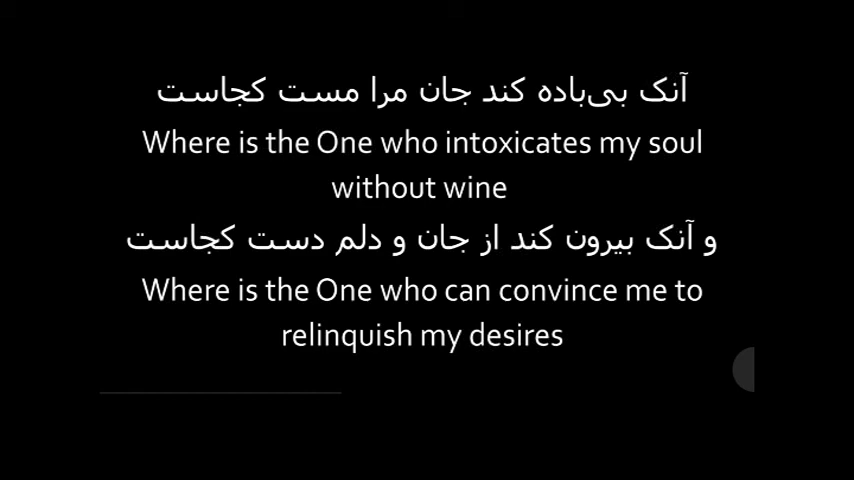 آنک بی‌باده کند جان مرا مست کجاست
Where is the One who intoxicates my soul
without wine
و آنک بیرون کند از جان و دلم دست کجاست
Where is the One who can convince me to
relinquish my desires